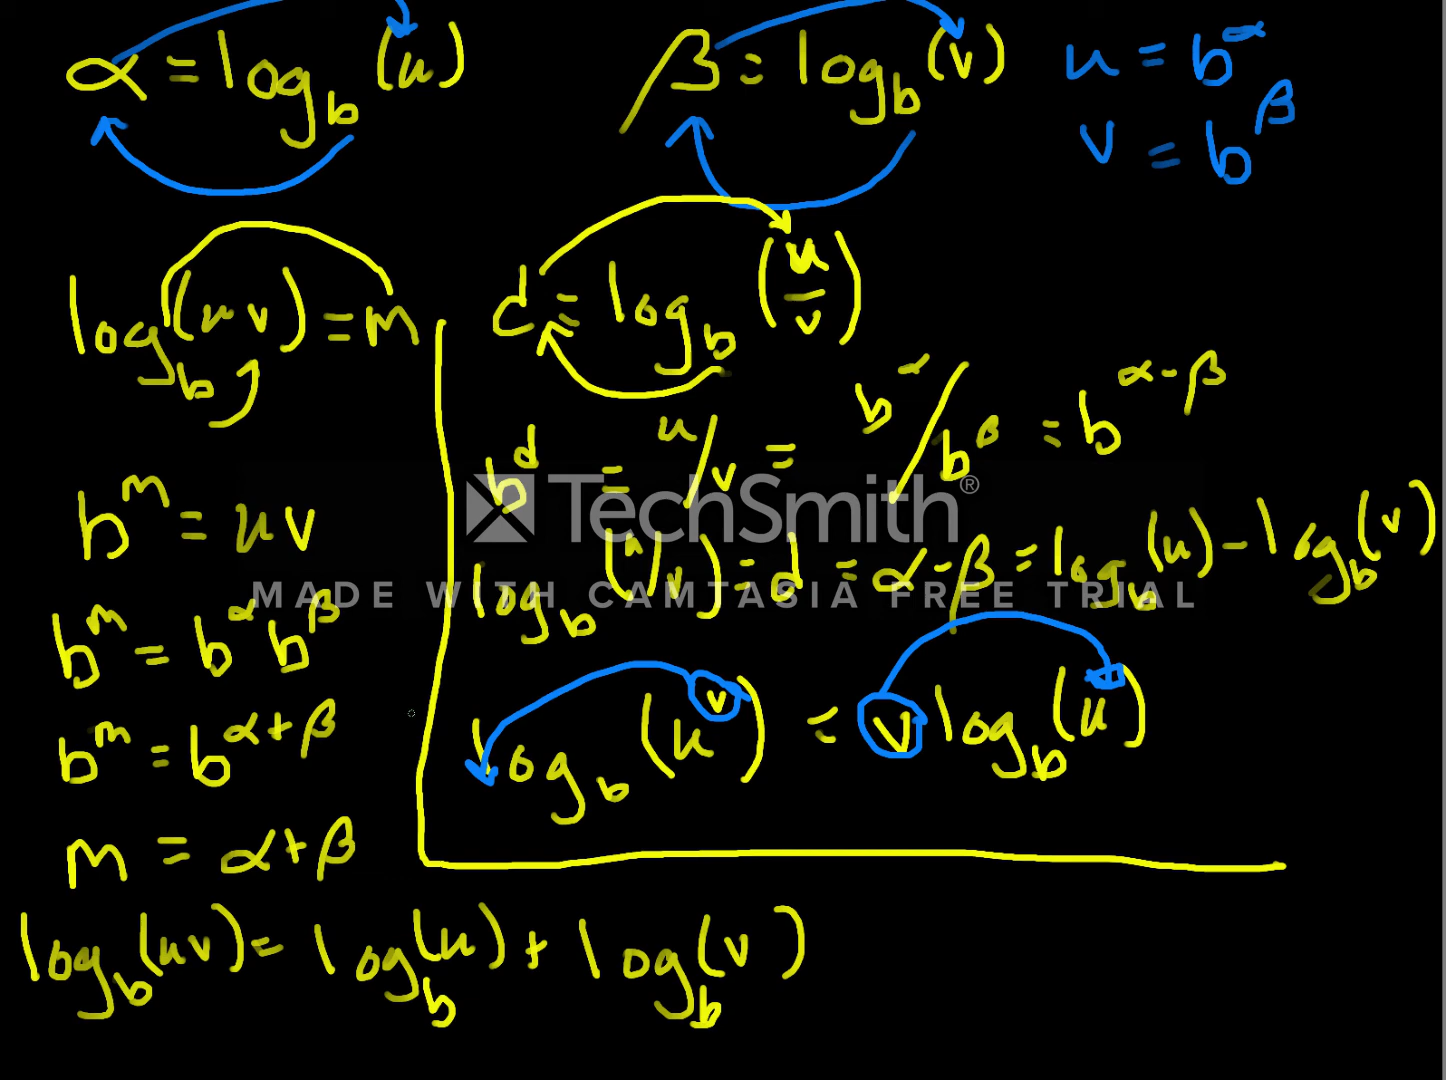 α = log_b (u)
β = log_b (v)
u = b^α
v = b^β
log_b (uv) = m
b^m = uv
b^m = b^α b^β
b^m = b^(α+β)
m = α+β
log_b (uv) = log_b (u) + log_b (v)
d = log_b (u/v)
b^d = u/v = b^α/b^β = b^(α-β)
log_b (u/v) = d = α-β = log_b (u) - log_b (v)
log_b (u^v) = v log_b (u)
TechSmith®
MADE WITH CAMTASIA FREE TRIAL